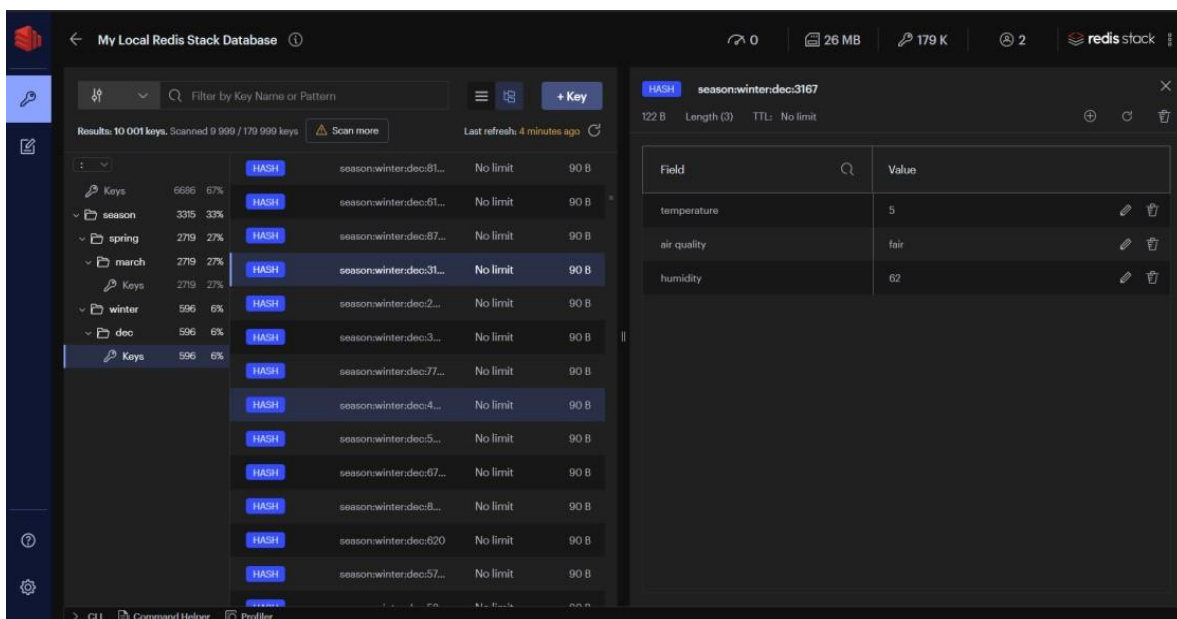 My Local Redis Stack Database
0
26 MB
179 K
2
redis stack
Filter by Key Name or Pattern
+ Key
Results: 10 001 keys. Scanned 9 999 / 179 999 keys
Scan more
Last refresh: 4 minutes ago
:
Keys 6686 67%
season 3315 33%
spring 2719 27%
march 2719 27%
Keys 2719 27%
winter 596 6%
dec 596 6%
Keys 596 6%
HASH season:winter:dec:81... No limit 90 B
HASH season:winter:dec:61... No limit 90 B
HASH season:winter:dec:87... No limit 90 B
HASH season:winter:dec:31... No limit 90 B
HASH season:winter:dec:2... No limit 90 B
HASH season:winter:dec:3... No limit 90 B
HASH season:winter:dec:77... No limit 90 B
HASH season:winter:dec:4... No limit 90 B
HASH season:winter:dec:5... No limit 90 B
HASH season:winter:dec:67... No limit 90 B
HASH season:winter:dec:8... No limit 90 B
HASH season:winter:dec:620 No limit 90 B
HASH season:winter:dec:57... No limit 90 B
HASH season:winter:dec:3167
122 B Length (3) TTL: No limit
Field Value
temperature 5
air quality fair
humidity 62
CLI Command Helper Profiler